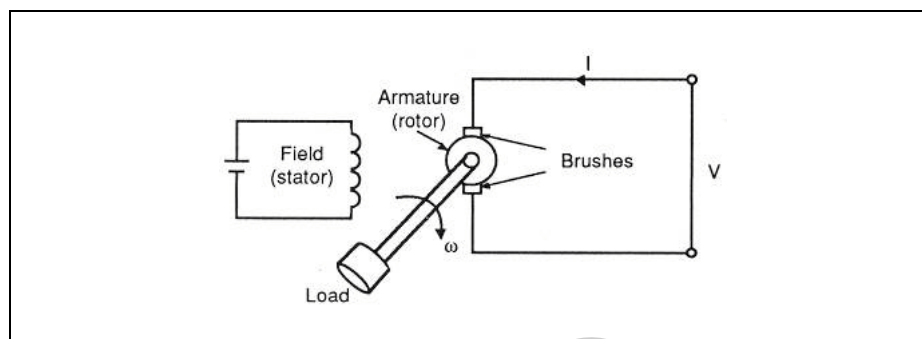 I
Armature
(rotor)
Field
(stator)
Brushes
V
ω
Load